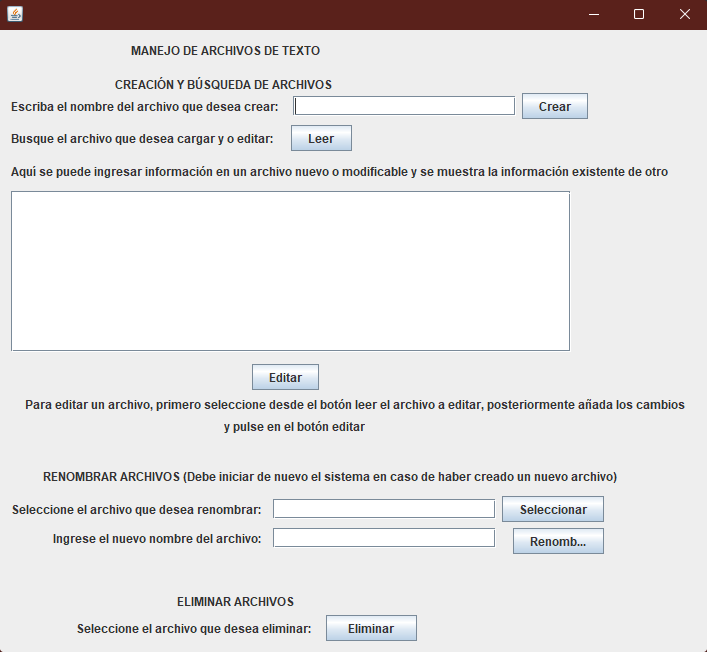 MANEJO DE ARCHIVOS DE TEXTO
CREACIÓN Y BÚSQUEDA DE ARCHIVOS
Escriba el nombre del archivo que desea crear: Crear
Busque el archivo que desea cargar y o editar: Leer
Aquí se puede ingresar información en un archivo nuevo o modificable y se muestra la información existente de otro
Editar
Para editar un archivo, primero seleccione desde el botón leer el archivo a editar, posteriormente añada los cambios
y pulse en el botón editar
RENOMBRAR ARCHIVOS (Debe iniciar de nuevo el sistema en caso de haber creado un nuevo archivo)
Seleccione el archivo que desea renombrar: Seleccionar
Ingrese el nuevo nombre del archivo: Renomb...
ELIMINAR ARCHIVOS
Seleccione el archivo que desea eliminar: Eliminar